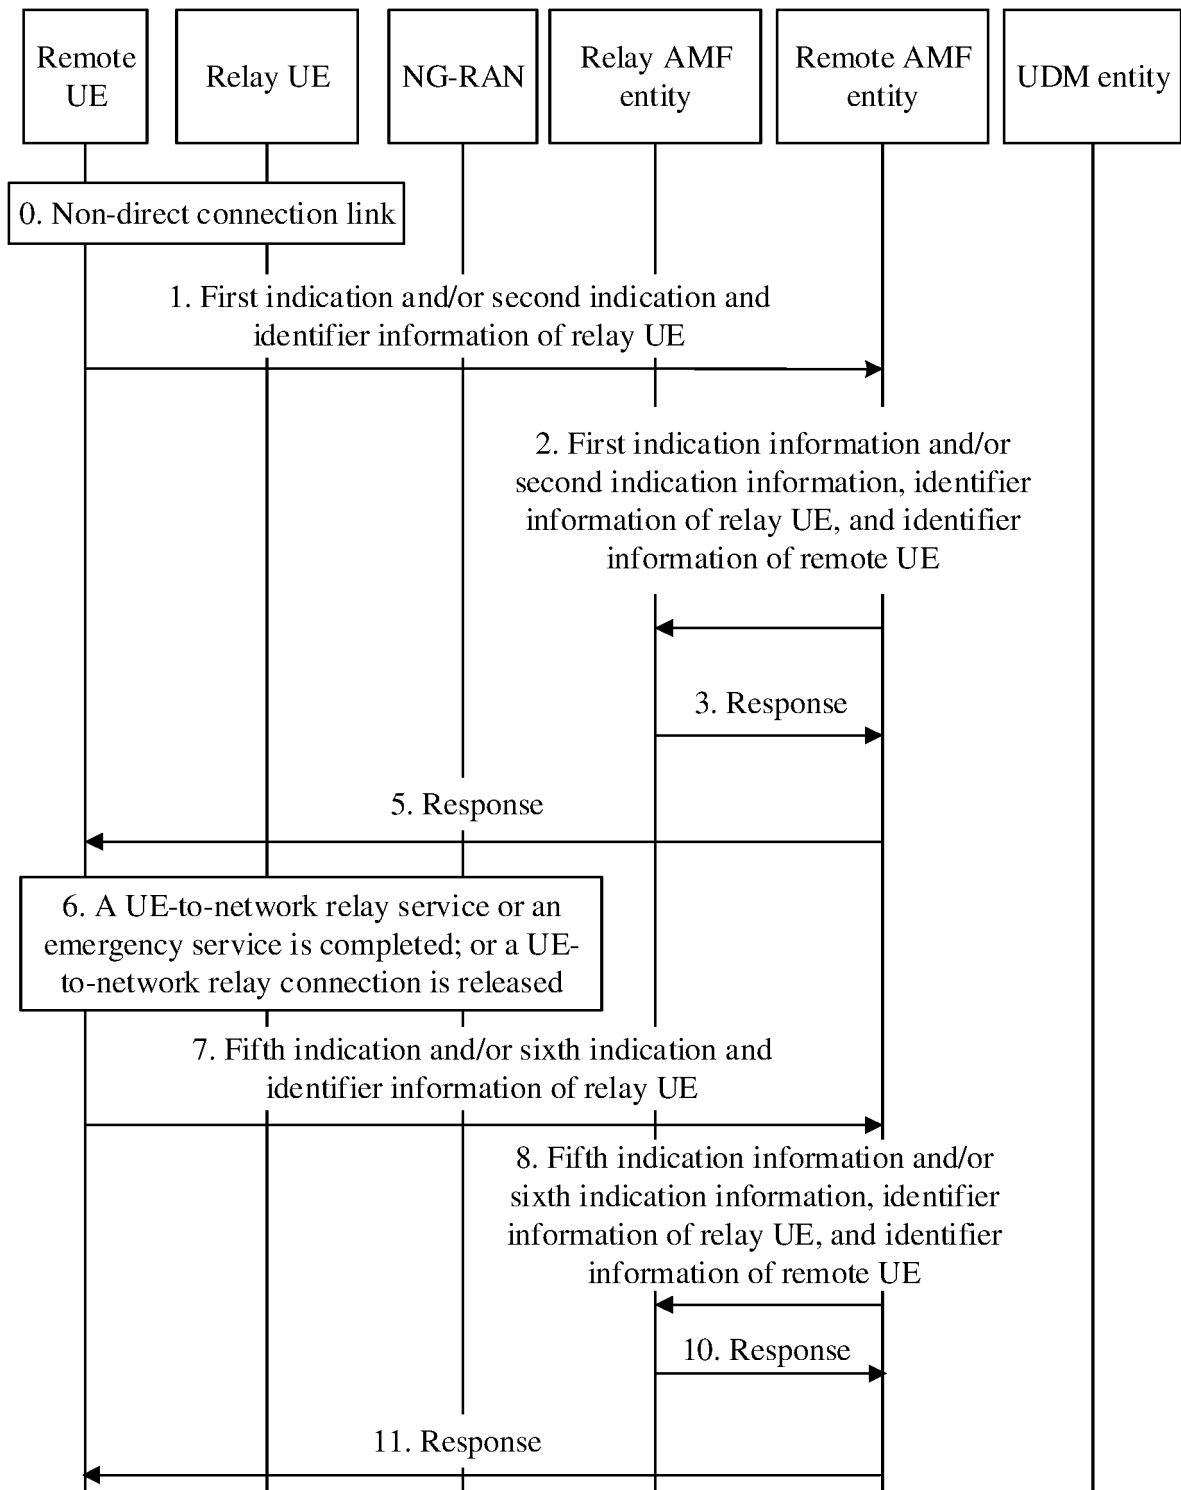 Remote
UE
Relay UE
NG-RAN
Relay AMF
entity
Remote AMF
entity
UDM entity
0. Non-direct connection link
1. First indication and/or second indication and
identifier information of relay UE
2. First indication information and/or
second indication information, identifier
information of relay UE, and identifier
information of remote UE
3. Response
5. Response
6. A UE-to-network relay service or an
emergency service is completed; or a UE-
to-network relay connection is released
7. Fifth indication and/or sixth indication and
identifier information of relay UE
8. Fifth indication information and/or
sixth indication information, identifier
information of relay UE, and identifier
information of remote UE
10. Response
11. Response